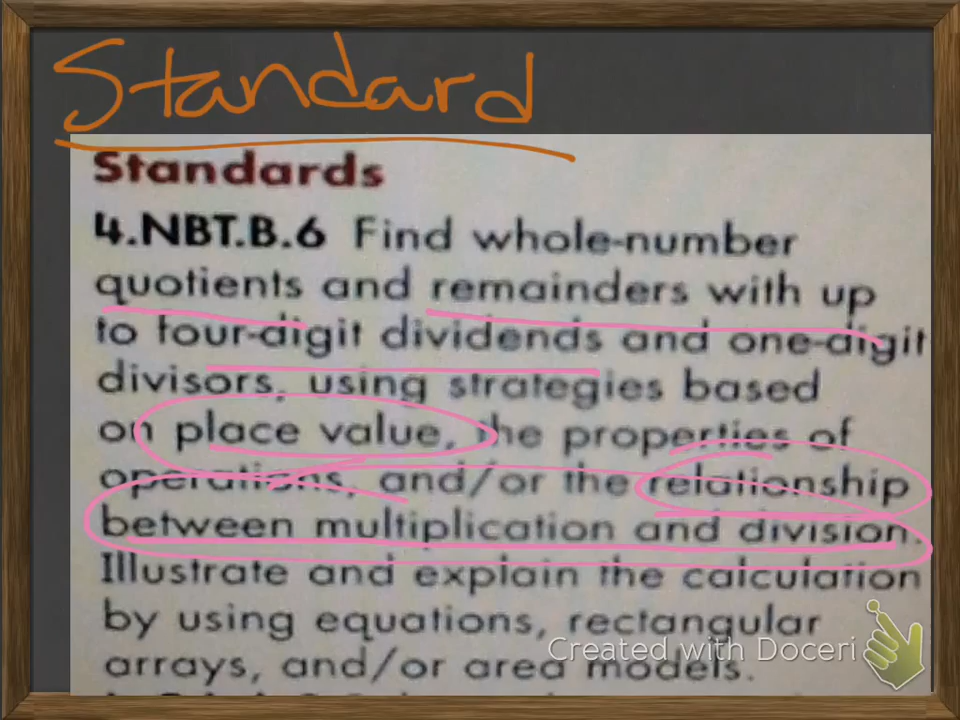 Standard
Standards
4.NBT.B.6 Find whole-number
quotients and remainders with up
to four-digit dividends and one-digit
divisors, using strategies based
on place value, the properties of
operations, and/or the relationship
between multiplication and division.
Illustrate and explain the calculation
by using equations, rectangular
Created with Doceri
arrays, and/or area models.